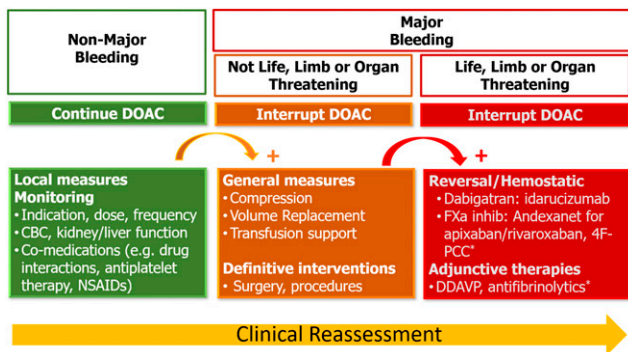 Non-Major
Bleeding
Major
Bleeding
Not Life, Limb or Organ
Threatening
Life, Limb or Organ
Threatening
Continue DOAC
Interrupt DOAC
Interrupt DOAC
+
+
Local measures
Monitoring
• Indication, dose, frequency
• CBC, kidney/liver function
• Co-medications (e.g. drug
interactions, antiplatelet
therapy, NSAIDs)
General measures
• Compression
• Volume Replacement
• Transfusion support
Definitive interventions
• Surgery, procedures
Reversal/Hemostatic
• Dabigatran: idarucizumab
• FXa inhib: Andexanet for
apixaban/rivaroxaban, 4F-
PCC*
Adjunctive therapies
• DDAVP, antifibrinolytics*
Clinical Reassessment